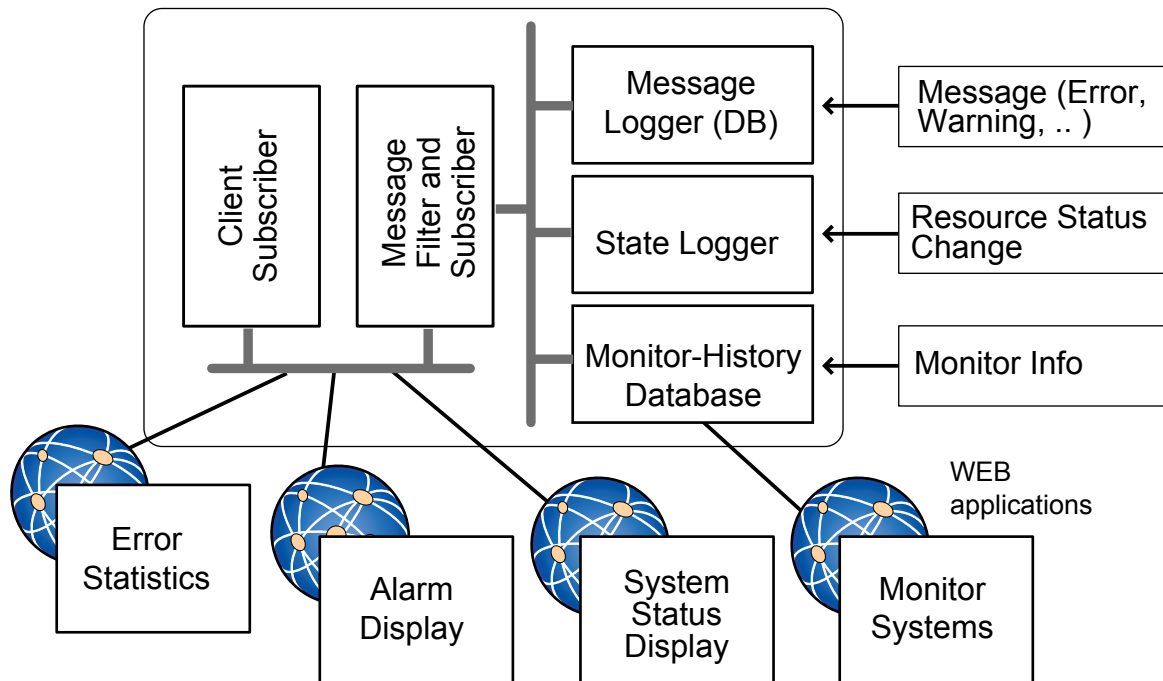 Client
Subscriber
Message
Filter and
Subscriber
Message
Logger (DB)
State Logger
Monitor-History
Database
Message (Error,
Warning, .. )
Resource Status
Change
Monitor Info
WEB
applications
Error
Statistics
Alarm
Display
System
Status
Display
Monitor
Systems